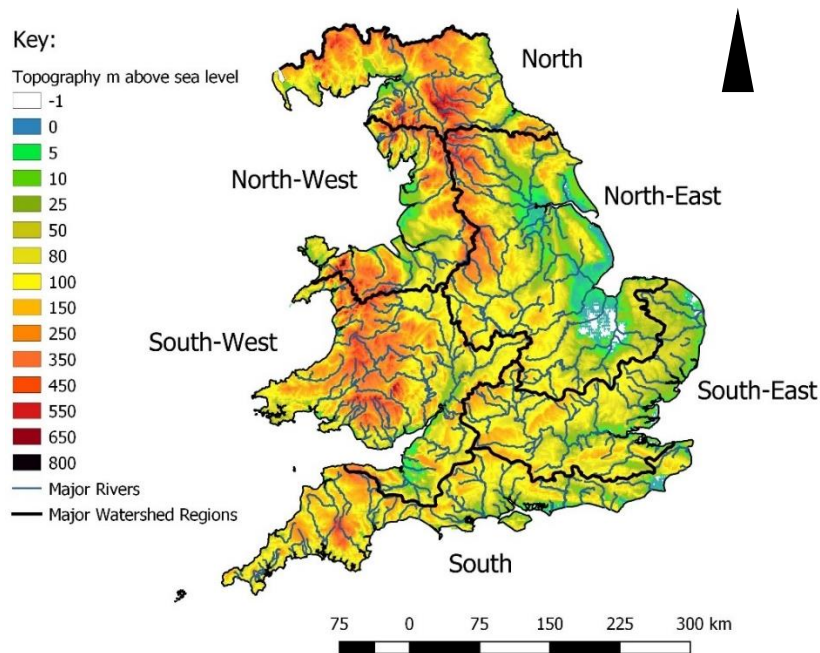 Key:
Topography m above sea level
-1
0
5
10
25
50
80
100
150
250
350
450
550
650
800
Major Rivers
Major Watershed Regions
North
North-West
North-East
South-West
South-East
South
75 0 75 150 225 300 km